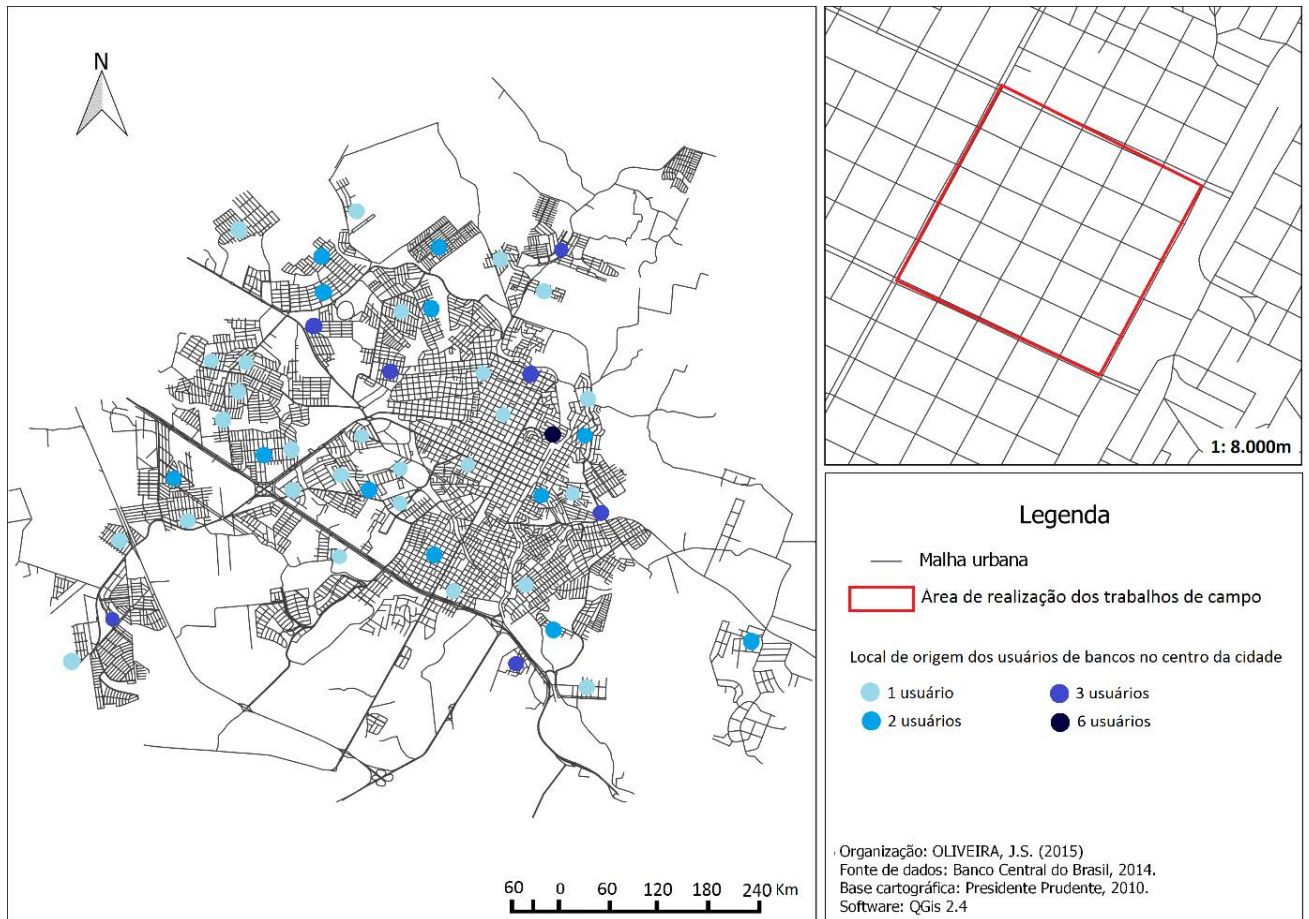 N
60 0 60 120 180 240 Km
1: 8.000m
Legenda
Malha urbana
Area de realização dos trabalhos de campo
Local de origem dos usuários de bancos no centro da cidade
1 usuário
3 usuários
2 usuários
6 usuários
Organização: OLIVEIRA, J.S. (2015)
Fonte de dados: Banco Central do Brasil, 2014.
Base cartográfica: Presidente Prudente, 2010.
Software: QGis 2.4